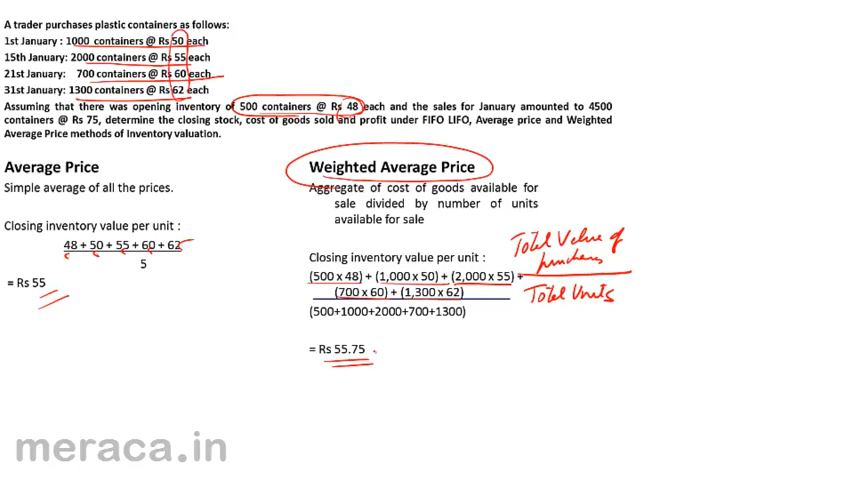 A trader purchases plastic containers as follows:
1st January : 1000 containers @ Rs 50 each
15th January: 2000 containers @ Rs 55 each
21st January: 700 containers @ Rs 60 each
31st January: 1300 containers @ Rs 62 each
Assuming that there was opening inventory of 500 containers @ Rs 48 each and the sales for January amounted to 4500
containers @ Rs 75, determine the closing stock, cost of goods sold and profit under FIFO LIFO, Average price and Weighted
Average Price methods of Inventory valuation.
Average Price
Simple average of all the prices.
Closing inventory value per unit :
48 + 50 + 55 + 60 + 62
5
= Rs 55
Weighted Average Price
Aggregate of cost of goods available for
sale divided by number of units
available for sale
Closing inventory value per unit :
(500 x 48) + (1,000 x 50) + (2,000 x 55) +
(700 x 60) + (1,300 x 62)
(500+1000+2000+700+1300)
= Rs 55.75
Total Value of
purchases
Total Units
meraca.in